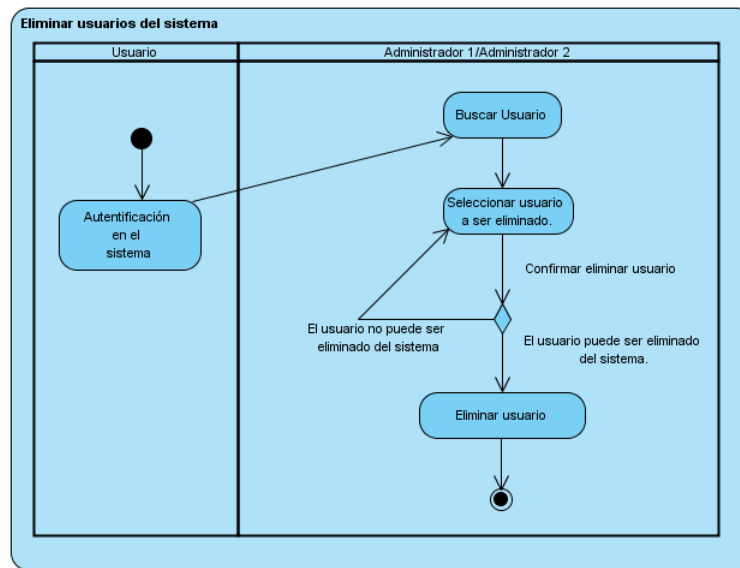 Eliminar usuarios del sistema
Usuario
Administrador 1/Administrador 2
Buscar Usuario
Autentificación
en el
sistema
Seleccionar usuario
a ser eliminado.
Confirmar eliminar usuario
El usuario no puede ser
eliminado del sistema
El usuario puede ser eliminado
del sistema.
Eliminar usuario